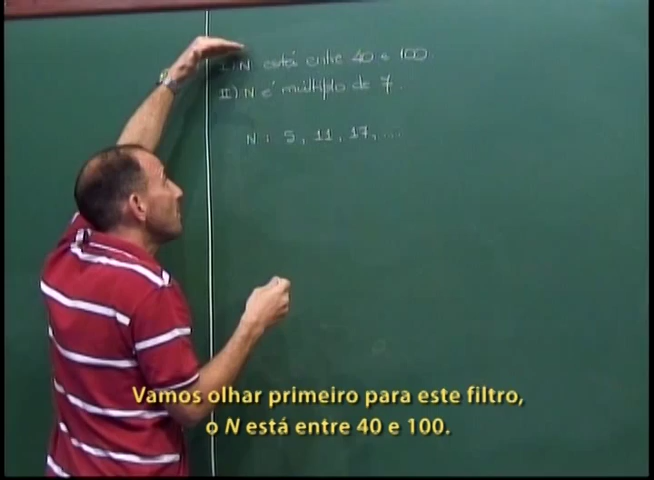 I) N está entre 40 e 100.
II) N é múltiplo de 7.
N: 5, 11, 17, ...
Vamos olhar primeiro para este filtro,
o N está entre 40 e 100.